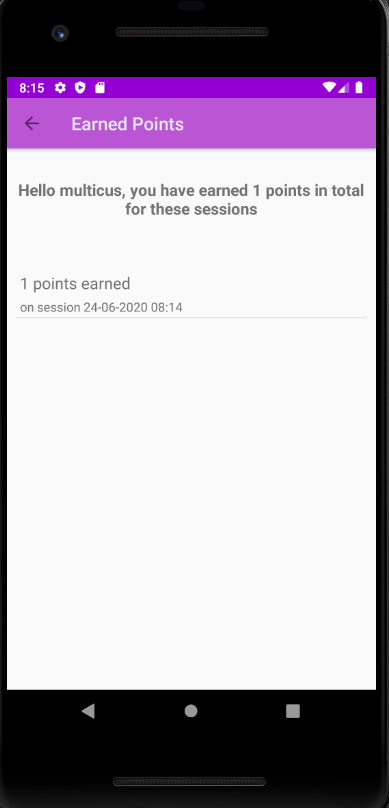 8:15
Earned Points
Hello multicus, you have earned 1 points in total
for these sessions
1 points earned
on session 24-06-2020 08:14